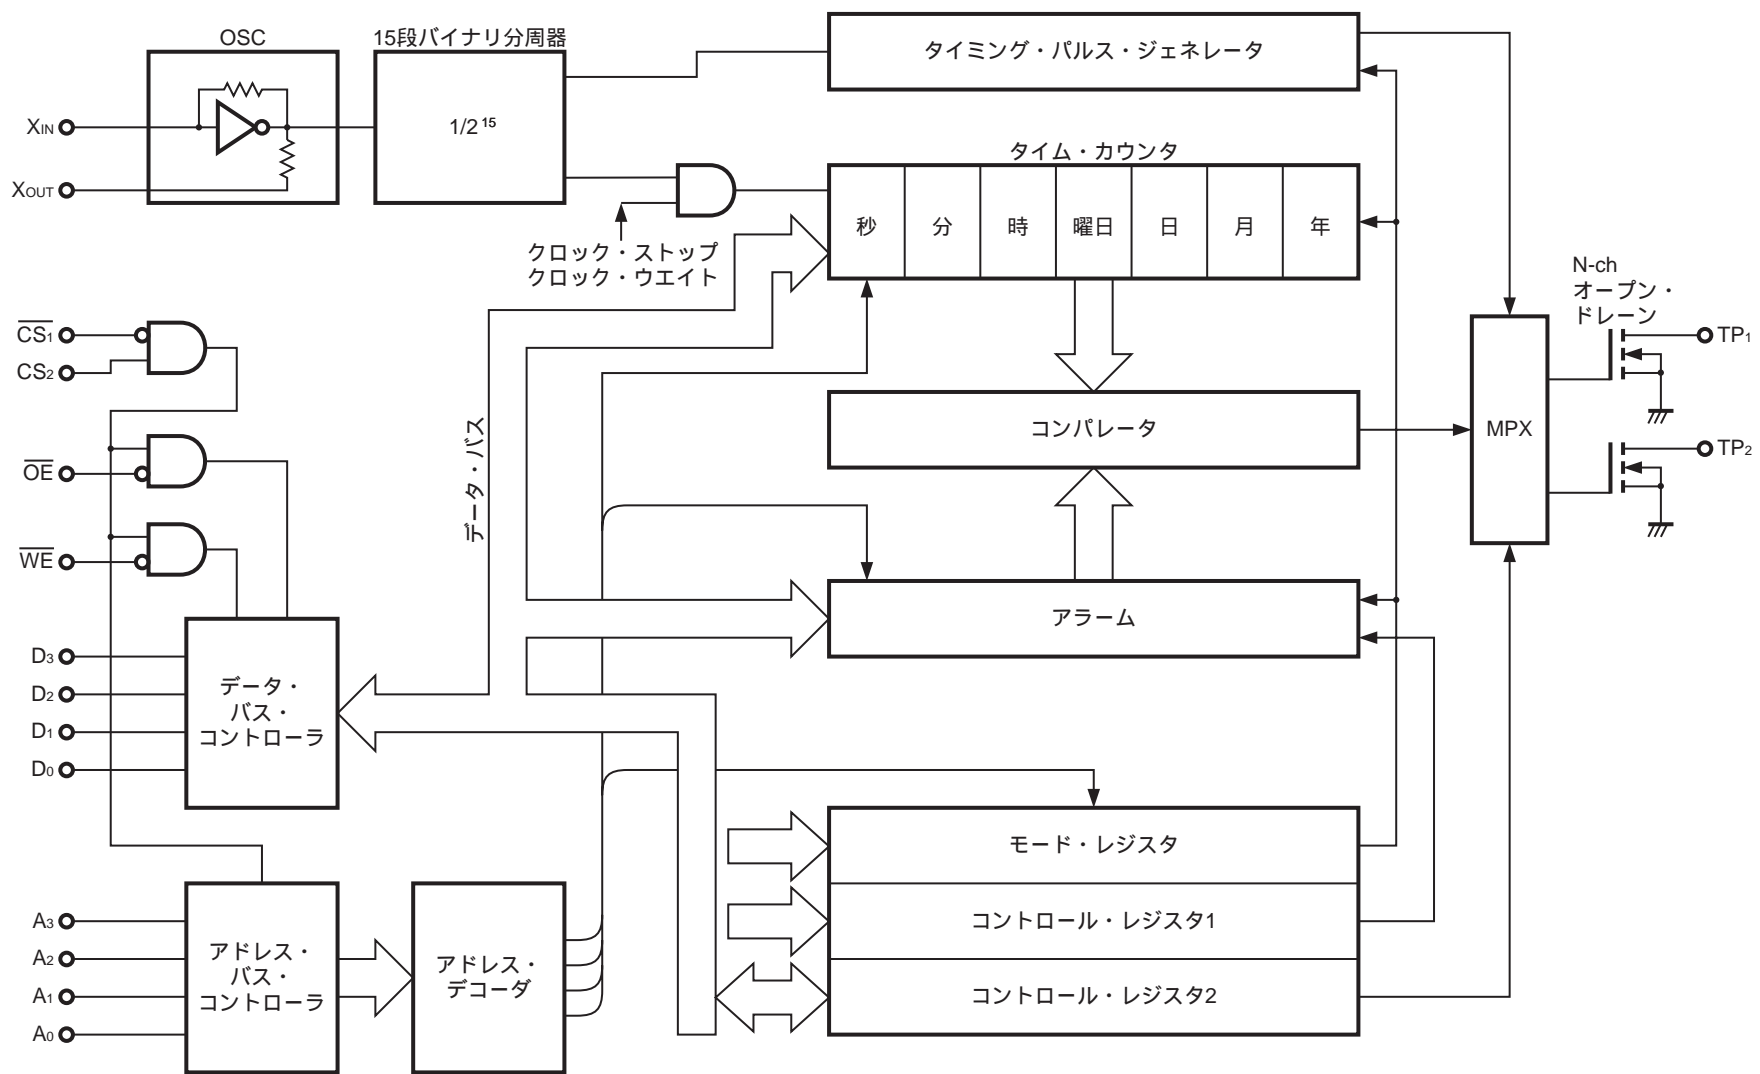 OSC
15段バイナリ分周器
タイミング・パルス・ジェネレータ
XIN
1/2¹⁵
XOUT
タイム・カウンタ
秒 分 時 曜日 日 月 年
クロック・ストップ
クロック・ウエイト
N-ch
オープン・
ドレーン
TP1
CS1
CS2
データ・バス
コンパレータ
MPX
TP2
OE
WE
アラーム
D3
D2
D1
D0
データ・
バス・
コントローラ
モード・レジスタ
コントロール・レジスタ1
コントロール・レジスタ2
A3
A2
A1
A0
アドレス・
バス・
コントローラ
アドレス・
デコーダ